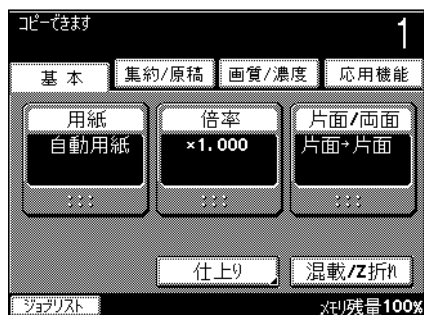 コピーできます
1
基本 集約/原稿 画質/濃度 応用機能
用紙 倍率 片面/両面
自動用紙 ×1.000 片面→片面
仕上り 混載/Z折れ
ジョブリスト メモリ残量100%